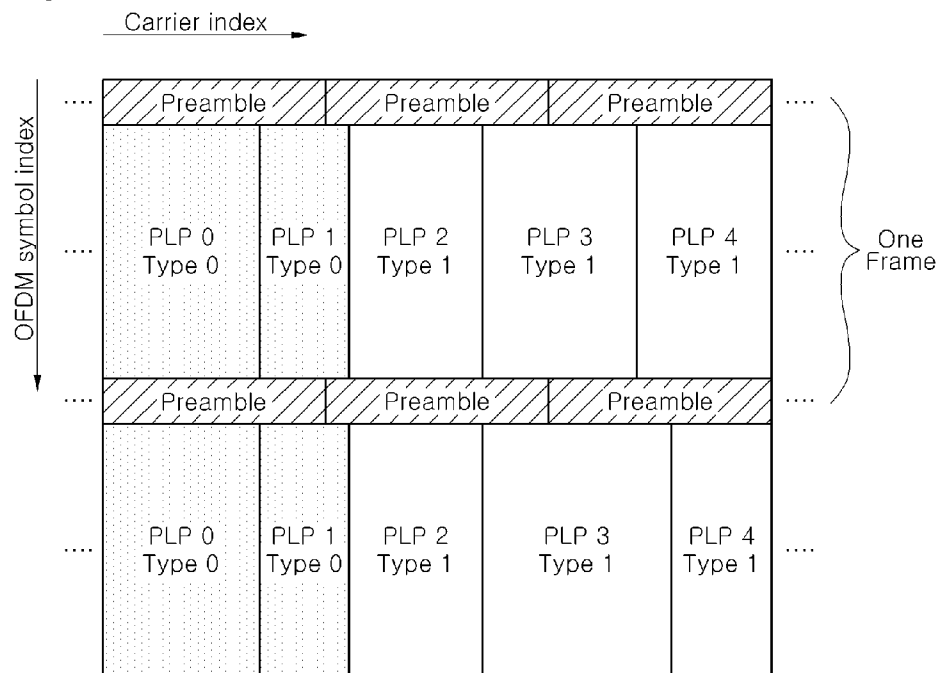 Carrier index
OFDM symbol index
.... Preamble Preamble Preamble ....
.... PLP 0 PLP 1 PLP 2 PLP 3 PLP 4 ....
Type 0 Type 0 Type 1 Type 1 Type 1
One
Frame
.... Preamble Preamble Preamble ....
.... PLP 0 PLP 1 PLP 2 PLP 3 PLP 4 ....
Type 0 Type 0 Type 1 Type 1 Type 1